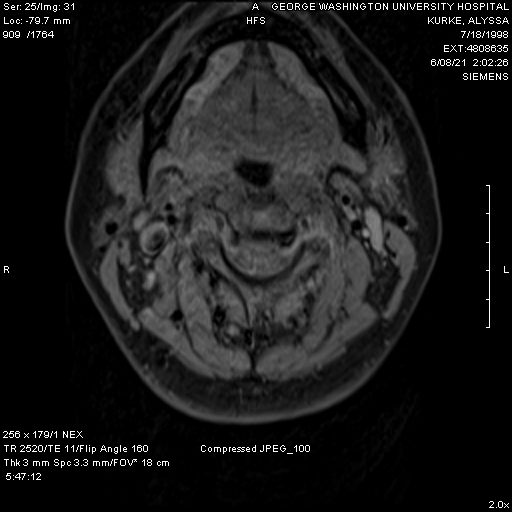 Ser: 25/Img: 31
Loc: -79.7 mm
909 /1764
A GEORGE WASHINGTON UNIVERSITY HOSPITAL
HFS KURKE, ALYSSA
7/18/1998
EXT:4808635
6/08/21 2:02:26
SIEMENS
R
L
256 x 179/1 NEX
TR 2520/TE 11/Flip Angle 160
Thk 3 mm Spc 3.3 mm/FOV* 18 cm
5:47:12
Compressed JPEG_100
2.0x